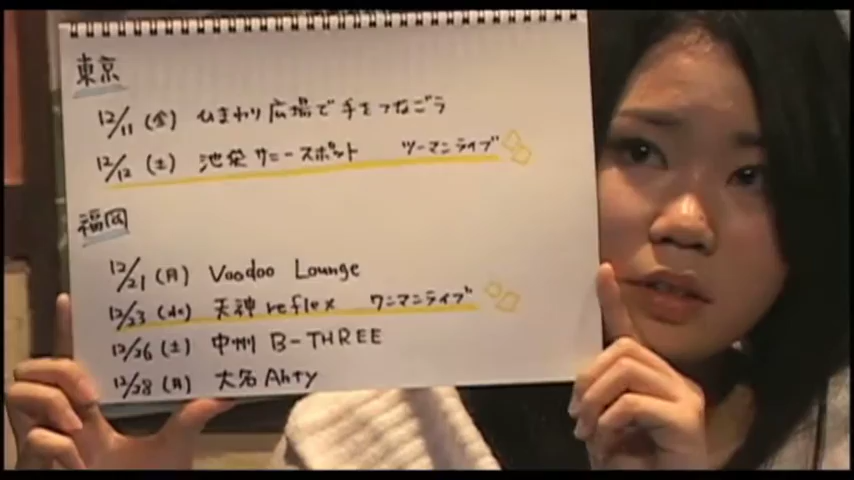 東京
12/11 (金) ひまわり広場で手をつなごう
12/12 (土) 池袋サニースポット ツーマンライブ
福岡
12/21 (月) Voodoo Lounge
12/23 (水) 天神 reflex ワンマンライブ
12/26 (土) 中州 B-THREE
12/28 (月) 大名 Ahty